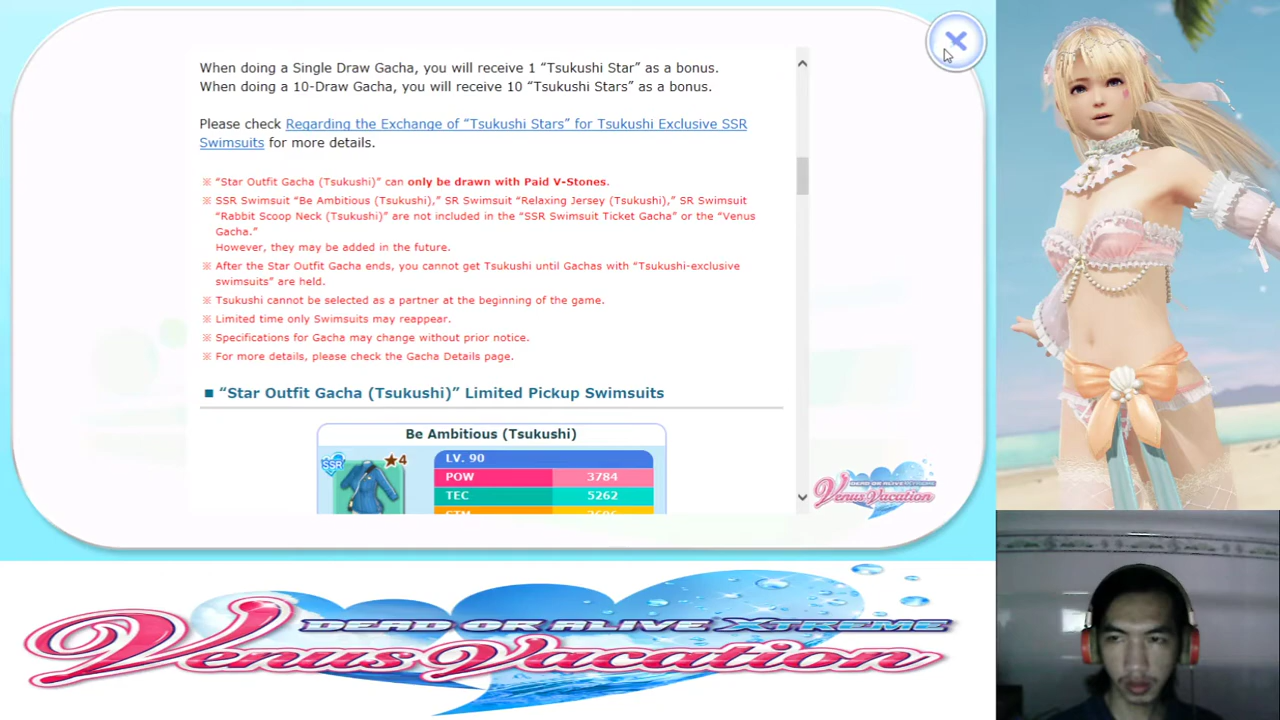 When doing a Single Draw Gacha, you will receive 1 “Tsukushi Star” as a bonus.
When doing a 10-Draw Gacha, you will receive 10 “Tsukushi Stars” as a bonus.
Please check Regarding the Exchange of “Tsukushi Stars” for Tsukushi Exclusive SSR
Swimsuits for more details.
※ “Star Outfit Gacha (Tsukushi)” can only be drawn with Paid V-Stones.
※ SSR Swimsuit “Be Ambitious (Tsukushi),” SR Swimsuit “Relaxing Jersey (Tsukushi),” SR Swimsuit
“Rabbit Scoop Neck (Tsukushi)” are not included in the “SSR Swimsuit Ticket Gacha” or the “Venus
Gacha.”
However, they may be added in the future.
※ After the Star Outfit Gacha ends, you cannot get Tsukushi until Gachas with “Tsukushi-exclusive
swimsuits” are held.
※ Tsukushi cannot be selected as a partner at the beginning of the game.
※ Limited time only Swimsuits may reappear.
※ Specifications for Gacha may change without prior notice.
※ For more details, please check the Gacha Details page.
■ “Star Outfit Gacha (Tsukushi)” Limited Pickup Swimsuits
Be Ambitious (Tsukushi)
SSR ★4
LV. 90
POW 3784
TEC 5262
DEAD OR ALIVE XTREME
Venus Vacation
DEAD OR ALIVE XTREME
Venus Vacation